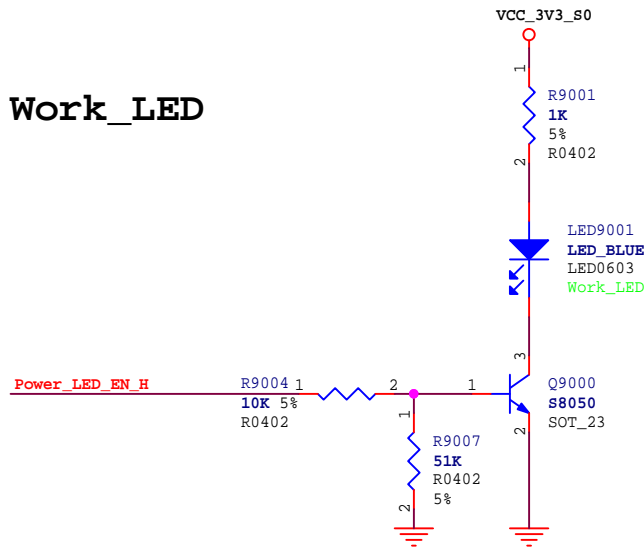 VCC_3V3_S0
Work_LED
1
R9001
1K
5%
R0402
2
LED9001
LED_BLUE
LED0603
Work_LED
3
Power_LED_EN_H
R9004 1
2
1
Q9000
10K 5%
S8050
R0402
SOT_23
1
2
R9007
51K
R0402
5%
2